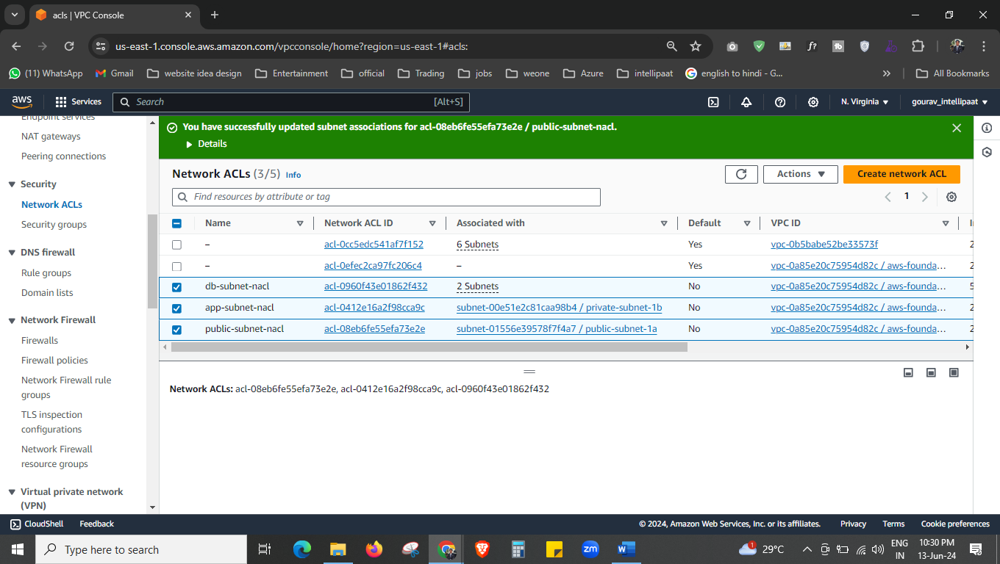 acls | VPC Console
us-east-1.console.aws.amazon.com/vpcconsole/home?region=us-east-1#acls:
(11) WhatsApp
Gmail
website idea design
Entertainment
official
Trading
jobs
weone
Azure
intellipaat
english to hindi - G...
All Bookmarks
aws
Services
Search
[Alt+S]
N. Virginia
gourav_intellipaat
Endpoint services
NAT gateways
Peering connections
Security
Network ACLs
Security groups
DNS firewall
Rule groups
Domain lists
Network Firewall
Firewalls
Firewall policies
Network Firewall rule
groups
TLS inspection
configurations
Network Firewall
resource groups
Virtual private network
(VPN)
You have successfully updated subnet associations for acl-08eb6fe55efa73e2e / public-subnet-nacl.
Details
Network ACLs (3/5) Info
Actions
Create network ACL
Find resources by attribute or tag
1
Name Network ACL ID Associated with Default VPC ID
– acl-0cc5edc541af7f152 6 Subnets Yes vpc-0b5babe52be33573f 2
– acl-0efec2ca97fc206c4 – Yes vpc-0a85e20c75954d82c / aws-founda... 2
db-subnet-nacl acl-0960f43e01862f432 2 Subnets No vpc-0a85e20c75954d82c / aws-founda... 5
app-subnet-nacl acl-0412e16a2f98cca9c subnet-00e51e2c81caa98b4 / private-subnet-1b No vpc-0a85e20c75954d82c / aws-founda... 2
public-subnet-nacl acl-08eb6fe55efa73e2e subnet-01556e39578f7f4a7 / public-subnet-1a No vpc-0a85e20c75954d82c / aws-founda... 2
Network ACLs: acl-08eb6fe55efa73e2e, acl-0412e16a2f98cca9c, acl-0960f43e01862f432
CloudShell
Feedback
© 2024, Amazon Web Services, Inc. or its affiliates.
Privacy
Terms
Cookie preferences
Type here to search
zm
1
29°C
ENG
IN
10:30 PM
13-Jun-24